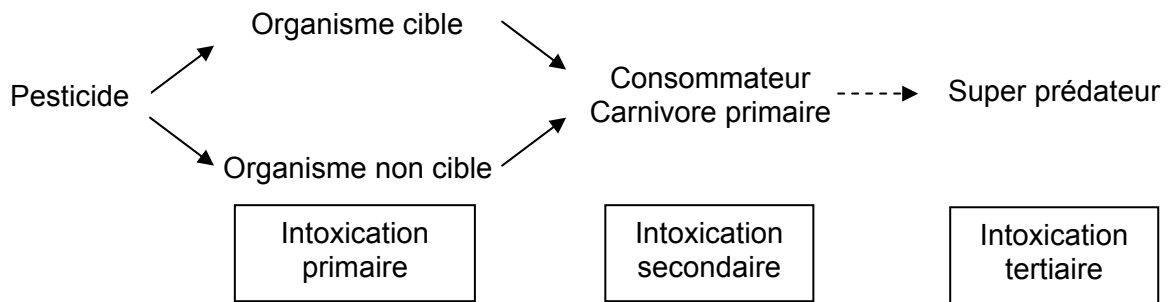 Organisme cible
Pesticide
Consommateur
Carnivore primaire
Super prédateur
Organisme non cible
Intoxication
primaire
Intoxication
secondaire
Intoxication
tertiaire